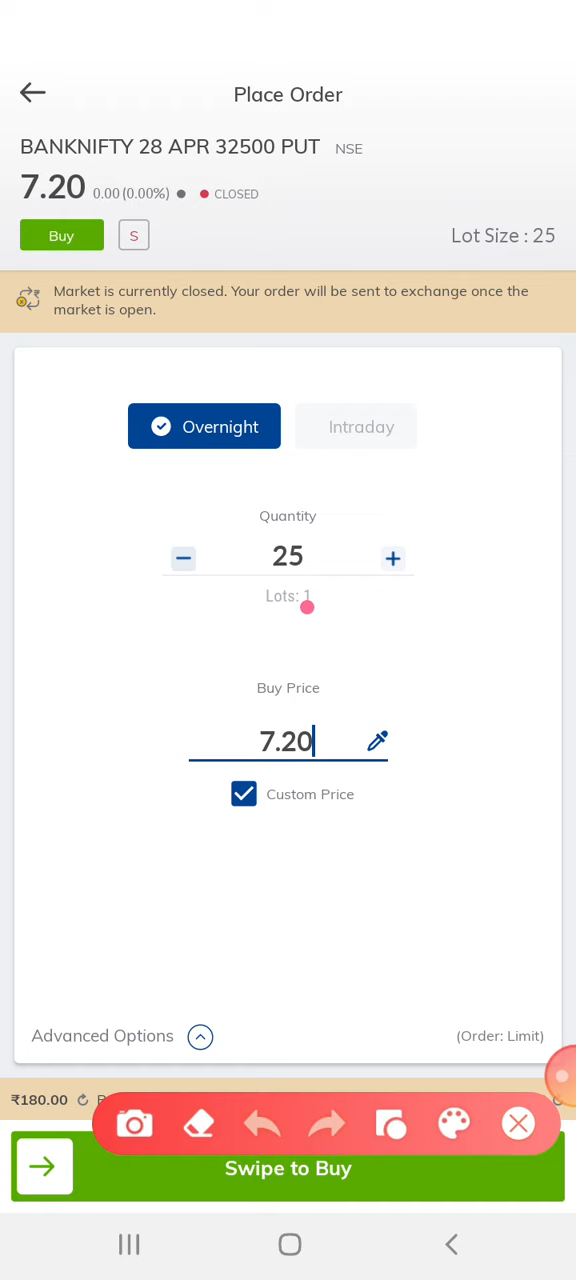 Place Order
BANKNIFTY 28 APR 32500 PUT NSE
7.20 0.00 (0.00%) CLOSED
Buy S Lot Size : 25
Market is currently closed. Your order will be sent to exchange once the
market is open.
Overnight Intraday
Quantity
25
Lots: 1
Buy Price
7.20
Custom Price
Advanced Options (Order: Limit)
₹180.00
Swipe to Buy